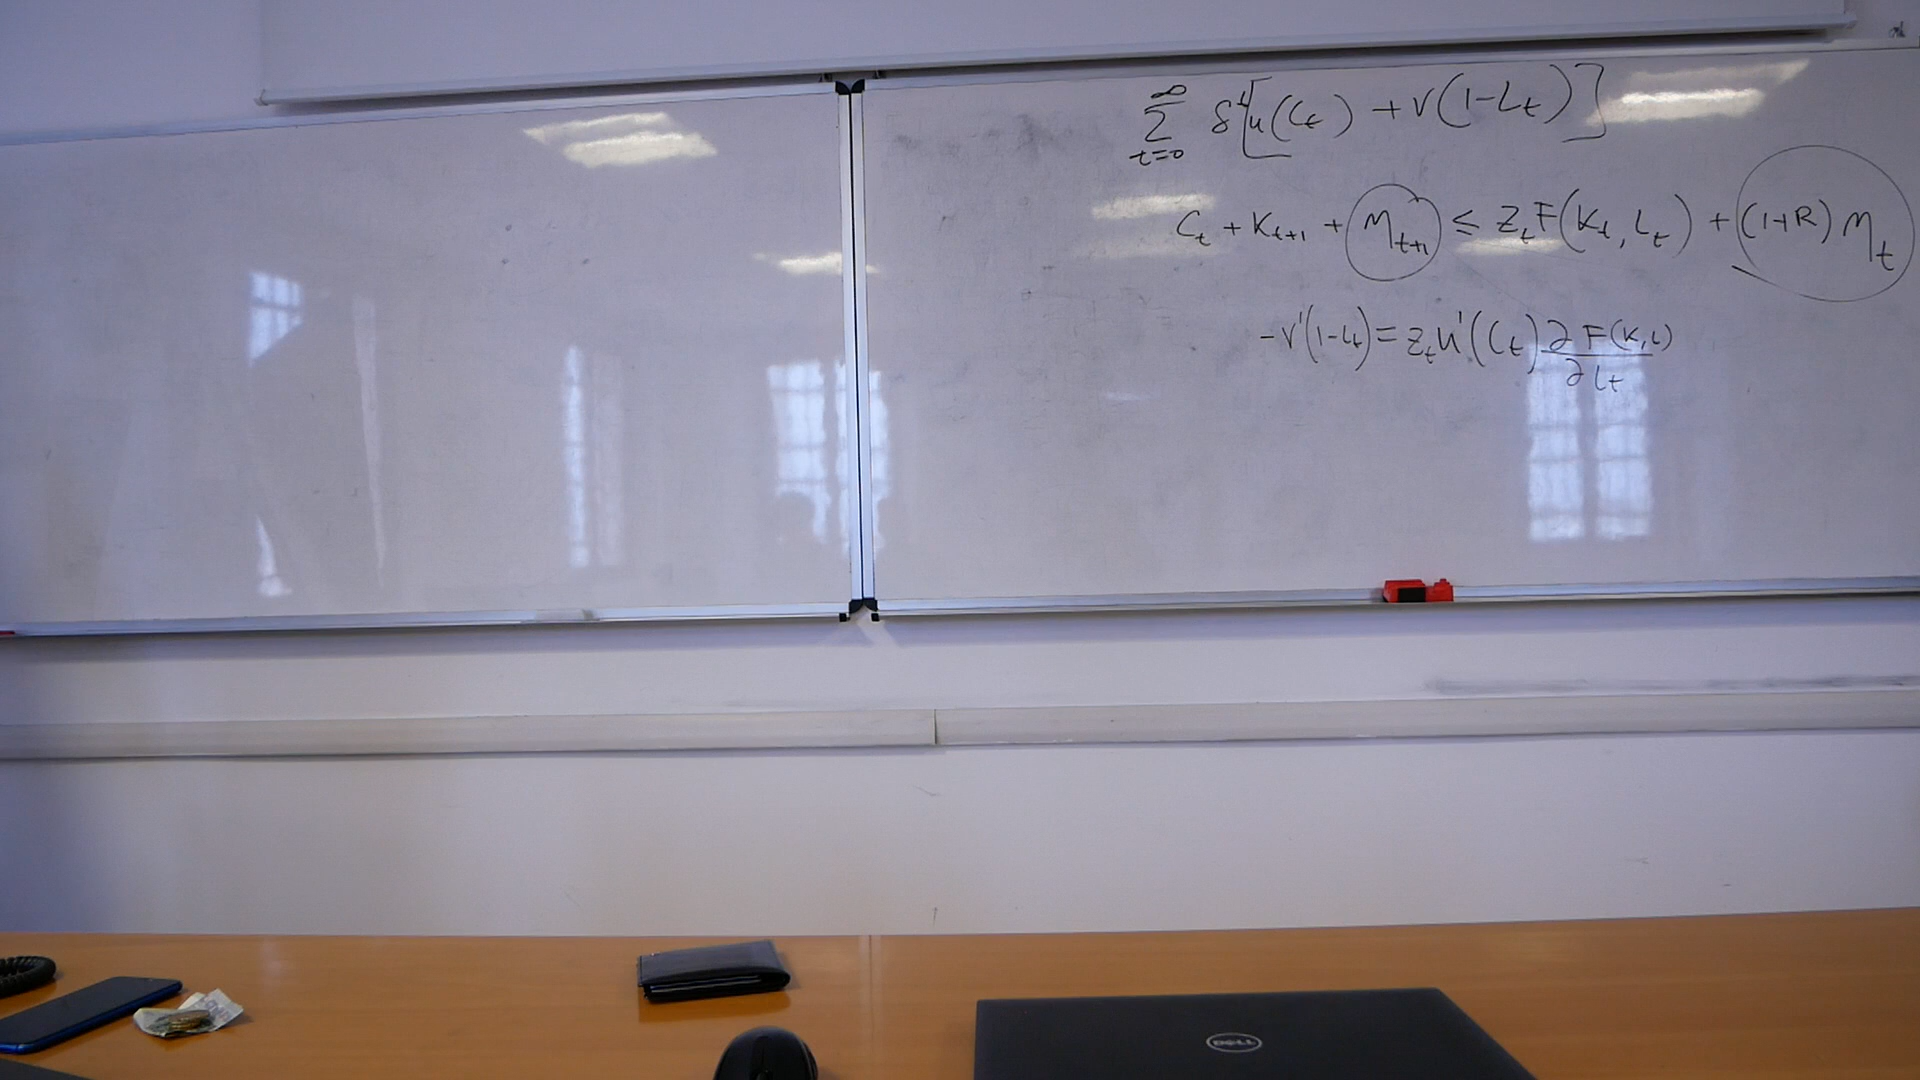 ∞
∑ δ^t [u(C_t) + v(1-L_t)]
t=0
C_t + K_{t+1} + M_{t+1} ≤ Z_t F(K_t, L_t) + (1+R) M_t
-v'(1-L_t) = Z_t u'(C_t) ∂F(K,L)
∂L_t
DELL